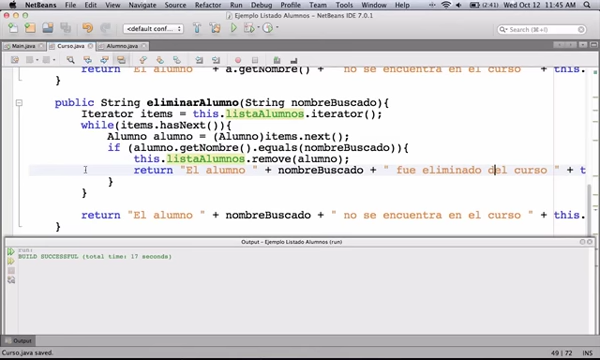 NetBeans File Edit View Navigate Source Refactor Run Debug Profile Team Tools Window Help (2:41) Wed Oct 12 11:45 AM
Ejemplo Listado Alumnos - NetBeans IDE 7.0.1
<default conf... Search (⌘+I)
Main.java Curso.java Alumno.java
return "El alumno " + a.getNombre() + " no se encuentra en el curso " + this.
}
public String eliminarAlumno(String nombreBuscado){
Iterator items = this.listaAlumnos.iterator();
while(items.hasNext()){
Alumno alumno = (Alumno)items.next();
if (alumno.getNombre().equals(nombreBuscado)){
this.listaAlumnos.remove(alumno);
return "El alumno " + nombreBuscado + " fue eliminado del curso " + t
}
}
return "El alumno " + nombreBuscado + " no se encuentra en el curso " + this.
}
Output - Ejemplo Listado Alumnos (run)
run:
BUILD SUCCESSFUL (total time: 17 seconds)
Output
Curso.java saved. 49 | 72 INS